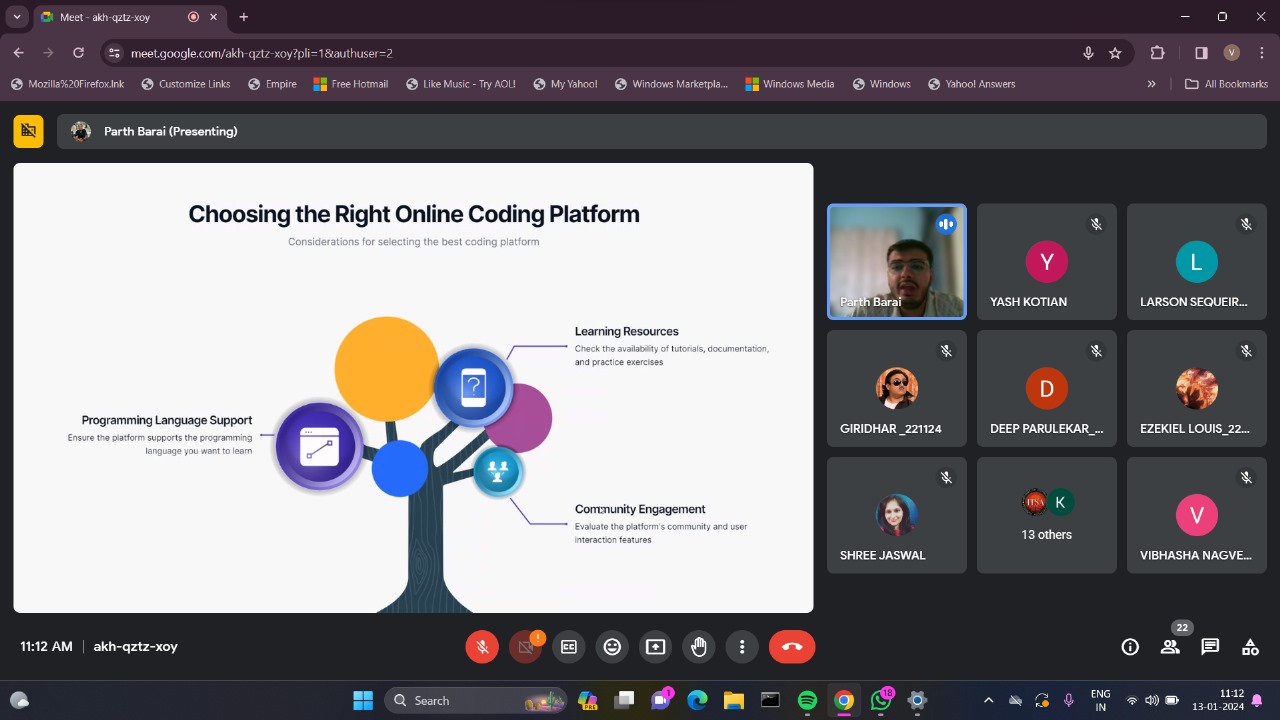 Meet - akh-qztz-xoy
meet.google.com/akh-qztz-xoy?pli=1&authuser=2
V
Mozilla%20Firefox.lnk
Customize Links
Empire
Free Hotmail
Like Music - Try AOL!
My Yahoo!
Windows Marketpla...
Windows Media
Windows
Yahoo! Answers
All Bookmarks
Parth Barai (Presenting)
Choosing the Right Online Coding Platform
Considerations for selecting the best coding platform
Learning Resources
Check the availability of tutorials, documentation,
and practice exercises
Programming Language Support
Ensure the platform supports the programming
language you want to learn
Community Engagement
Evaluate the platform's community and user
interaction features
Parth Barai
Y
YASH KOTIAN
L
LARSON SEQUEIR...
GIRIDHAR _221124
D
DEEP PARULEKAR_...
EZEKIEL LOUIS_22...
SHREE JASWAL
K
13 others
V
VIBHASHA NAGVE...
11:12 AM
akh-qztz-xoy
22
Search
PRE
1
18
ENG
IN
11:12
13-01-2024